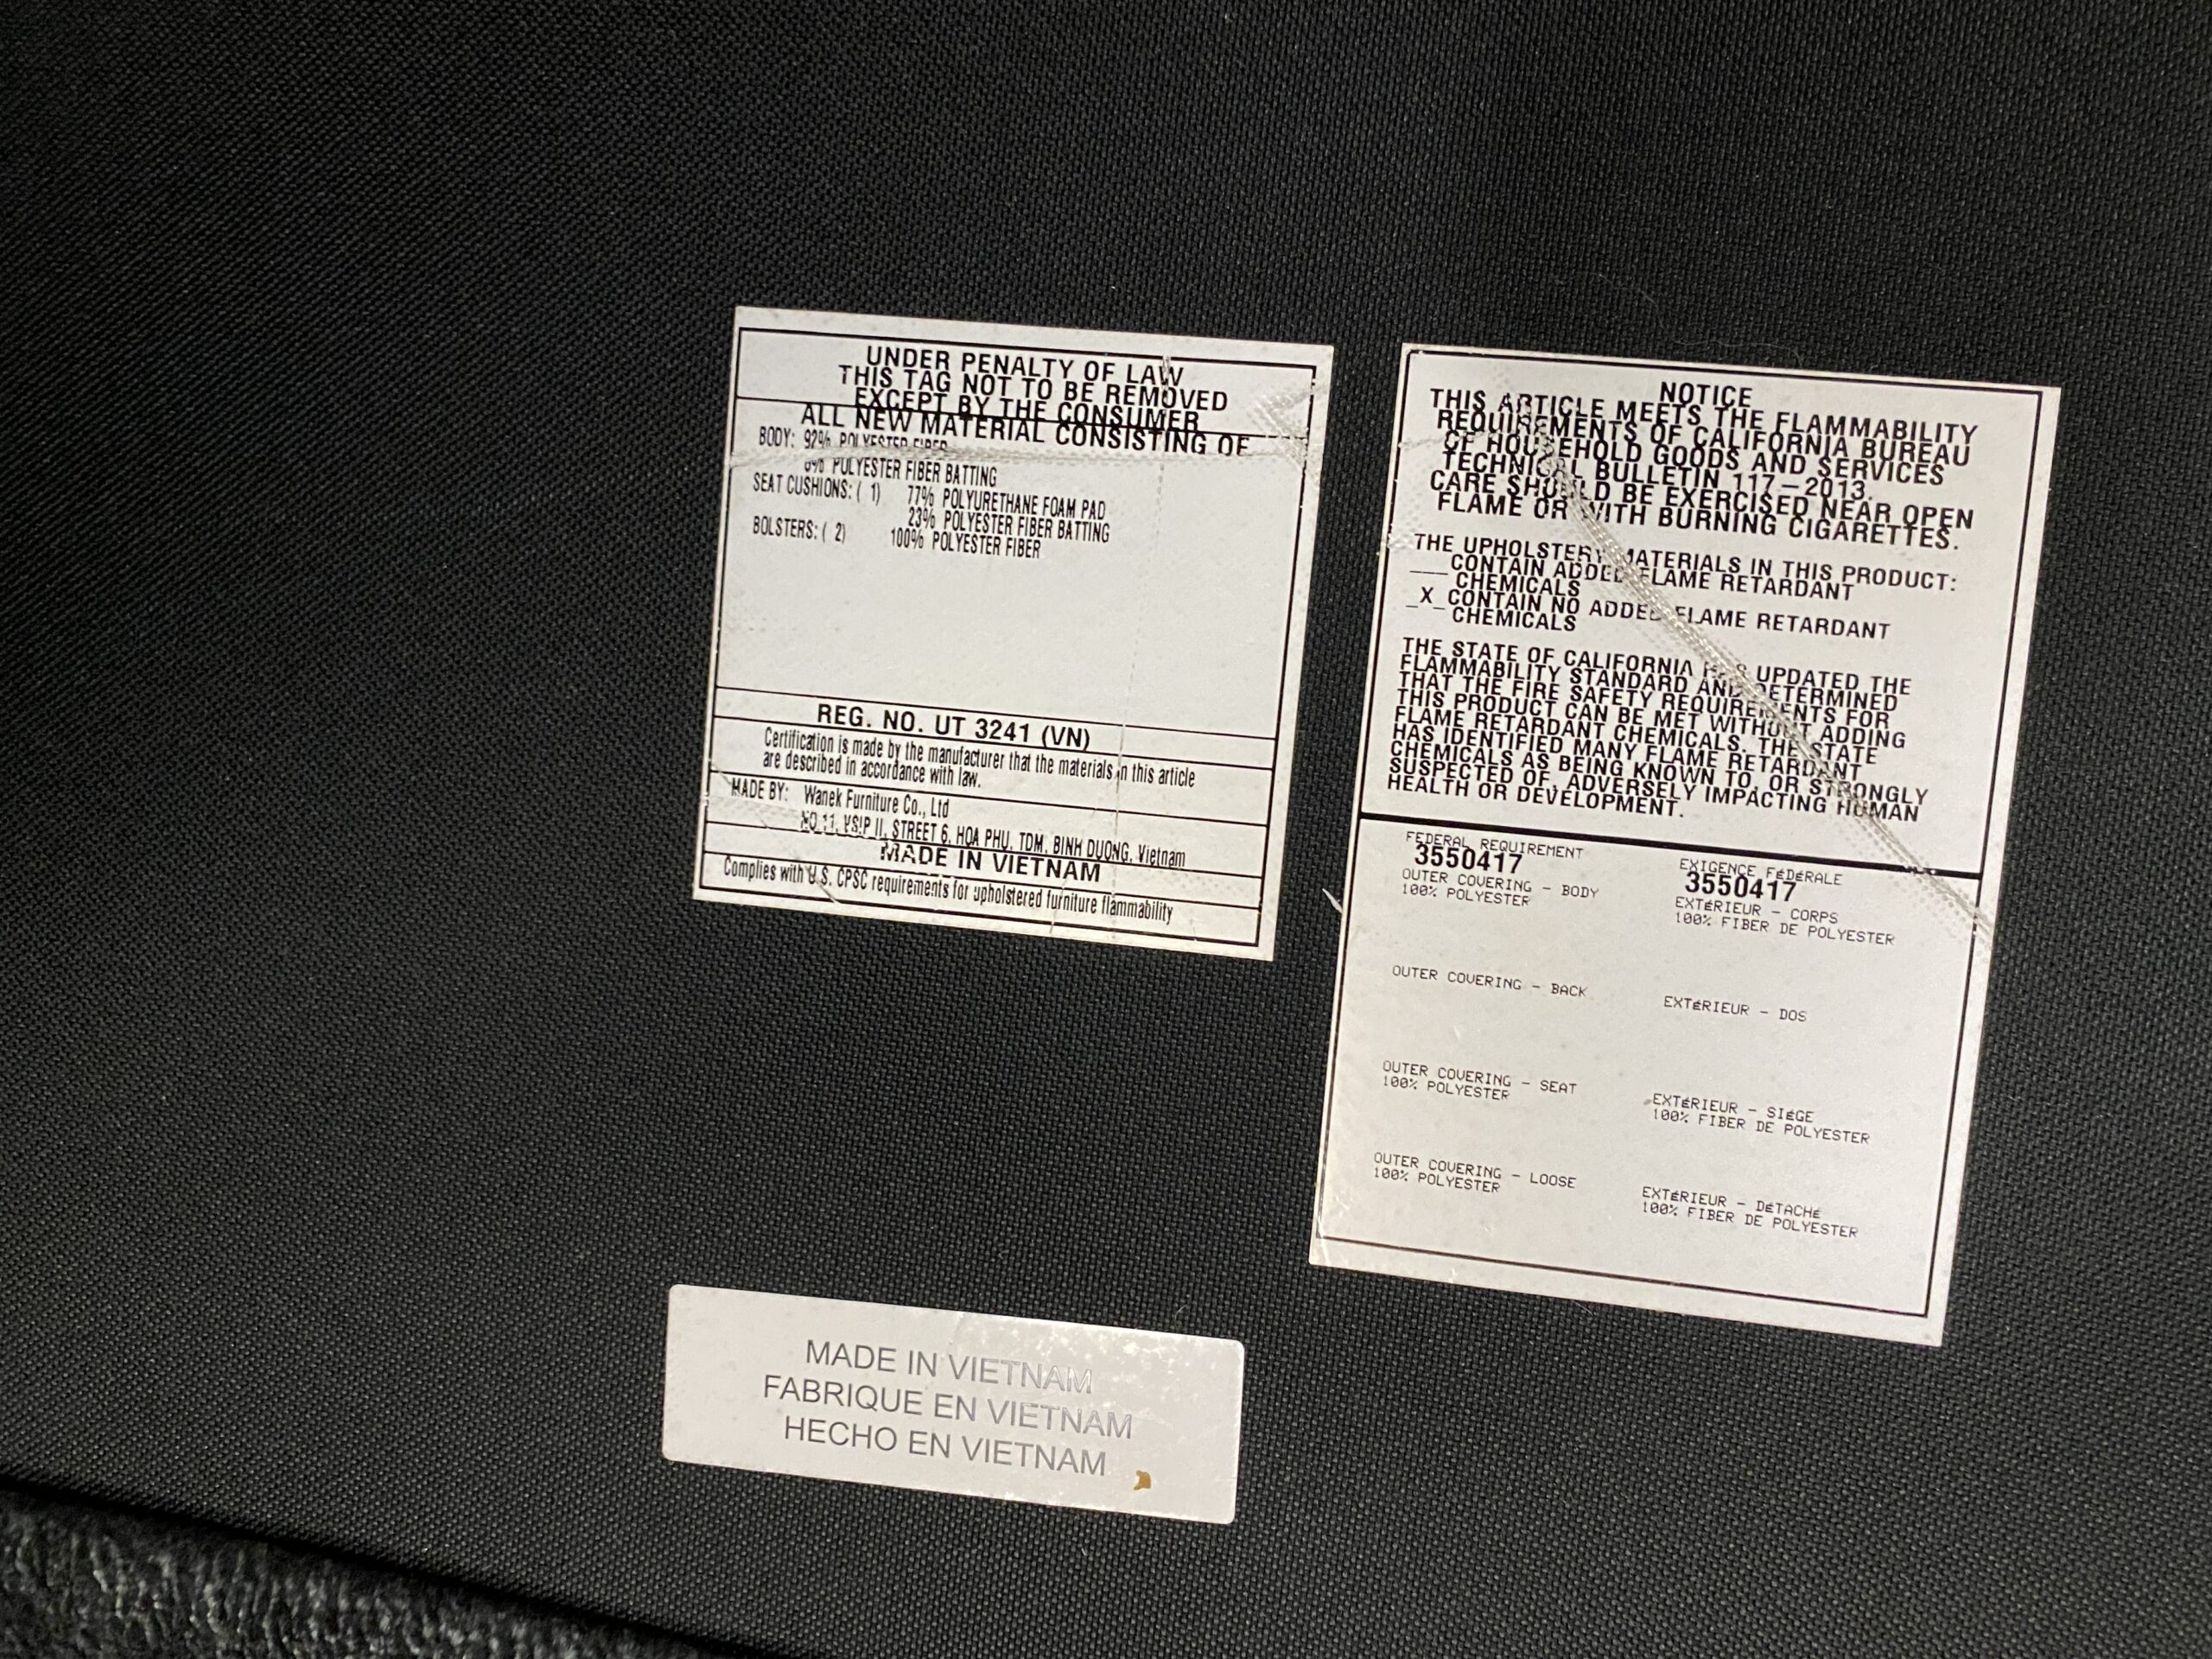 UNDER PENALTY OF LAW
THIS TAG NOT TO BE REMOVED
EXCEPT BY THE CONSUMER
ALL NEW MATERIAL CONSISTING OF
BODY: 92% POLYESTER FIBER
8% POLYESTER FIBER BATTING
SEAT CUSHIONS: ( 1) 77% POLYURETHANE FOAM PAD
23% POLYESTER FIBER BATTING
BOLSTERS: ( 2) 100% POLYESTER FIBER
REG. NO. UT 3241 (VN)
Certification is made by the manufacturer that the materials in this article
are described in accordance with law.
MADE BY: Wanek Furniture Co., Ltd
NO 11, VSIP II, STREET 6, HOA PHU, TDM, BINH DUONG, Vietnam
MADE IN VIETNAM
Complies with U.S. CPSC requirements for upholstered furniture flammability
NOTICE
THIS ARTICLE MEETS THE FLAMMABILITY
REQUIREMENTS OF CALIFORNIA BUREAU
OF HOUSEHOLD GOODS AND SERVICES
TECHNICAL BULLETIN 117-2013.
CARE SHOULD BE EXERCISED NEAR OPEN
FLAME OR WITH BURNING CIGARETTES.
THE UPHOLSTERY MATERIALS IN THIS PRODUCT:
___CONTAIN ADDED FLAME RETARDANT
CHEMICALS
_X_CONTAIN NO ADDED FLAME RETARDANT
CHEMICALS
THE STATE OF CALIFORNIA HAS UPDATED THE
FLAMMABILITY STANDARD AND DETERMINED
THAT THE FIRE SAFETY REQUIREMENTS FOR
THIS PRODUCT CAN BE MET WITHOUT ADDING
FLAME RETARDANT CHEMICALS. THE STATE
HAS IDENTIFIED MANY FLAME RETARDANT
CHEMICALS AS BEING KNOWN TO, OR STRONGLY
SUSPECTED OF, ADVERSELY IMPACTING HUMAN
HEALTH OR DEVELOPMENT.
FEDERAL REQUIREMENT
3550417
OUTER COVERING - BODY
100% POLYESTER
OUTER COVERING - BACK
OUTER COVERING - SEAT
100% POLYESTER
OUTER COVERING - LOOSE
100% POLYESTER
EXIGENCE FÉDÉRALE
3550417
EXTÉRIEUR - CORPS
100% FIBER DE POLYESTER
EXTÉRIEUR - DOS
EXTÉRIEUR - SIÉGE
100% FIBER DE POLYESTER
EXTÉRIEUR - DÉTACHÉ
100% FIBER DE POLYESTER
MADE IN VIETNAM
FABRIQUE EN VIETNAM
HECHO EN VIETNAM